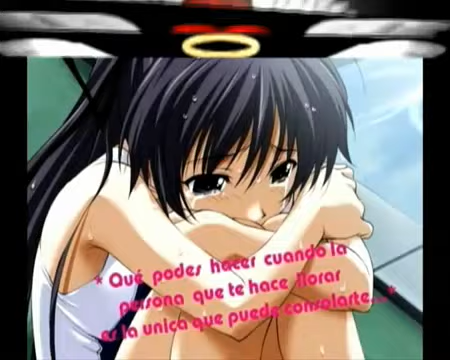 * Qué podes hacer cuando la
persona que te hace llorar
es la unica que puede consolarte...*